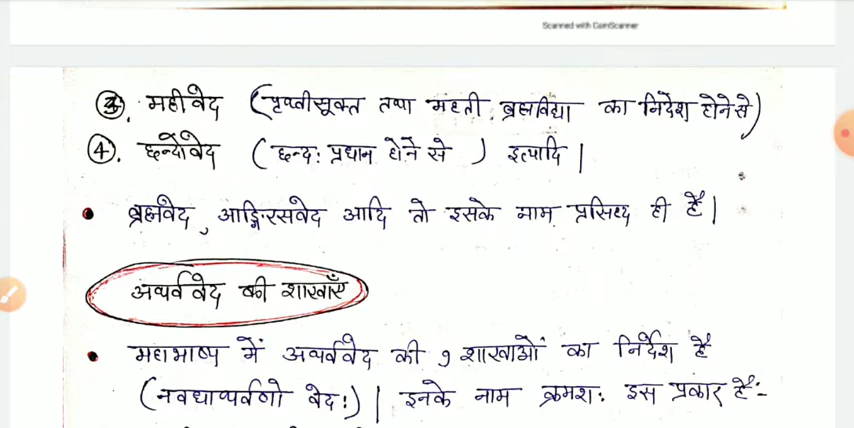 Scanned with CamScanner
③. महीवेद (पृथ्वीसूक्त तथा महती ब्रह्मविद्या का निर्देश होने से)
④. छन्दोवेद (छन्दः प्रधान होने से) इत्यादि |
• ब्रह्मवेद, आङ्गिरसवेद आदि तो इसके नाम प्रसिध्द ही हैं |
अथर्ववेद की शाखाएँ
• महाभाष्य में अथर्ववेद की 9 शाखाओं का निर्देश है
(नवधाथर्वणो वेदः) | इनके नाम क्रमशः इस प्रकार हैं:-